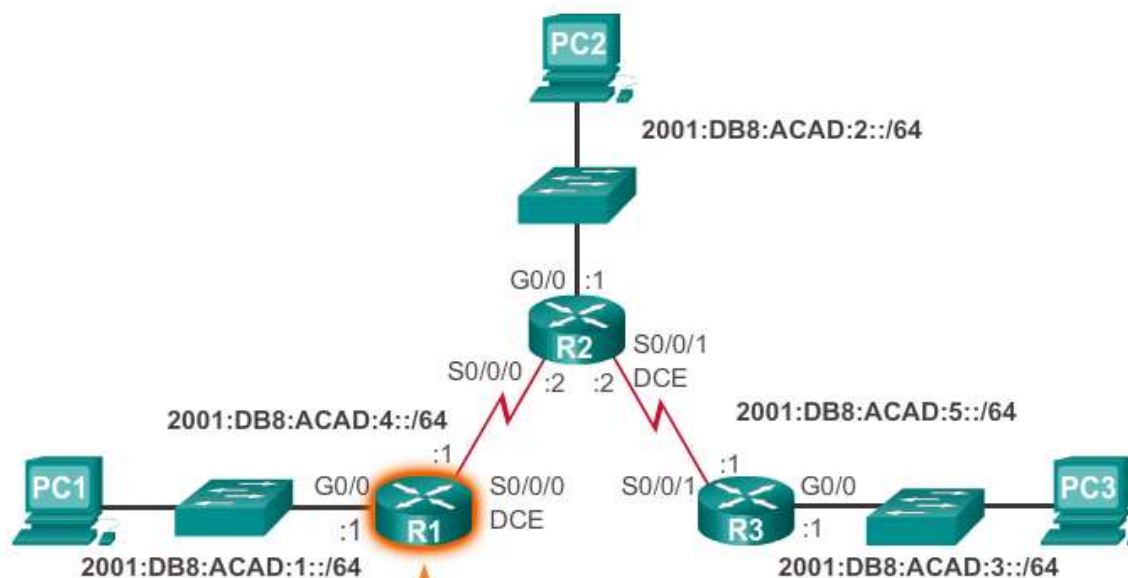 PC2
2001:DB8:ACAD:2::/64
G0/0 :1
R2
S0/0/1
DCE
S0/0/0
:2 :2
2001:DB8:ACAD:4::/64
2001:DB8:ACAD:5::/64
:1
:1
PC1
G0/0
S0/0/0
DCE
R1
:1
S0/0/1
G0/0
R3
:1
PC3
2001:DB8:ACAD:1::/64
2001:DB8:ACAD:3::/64